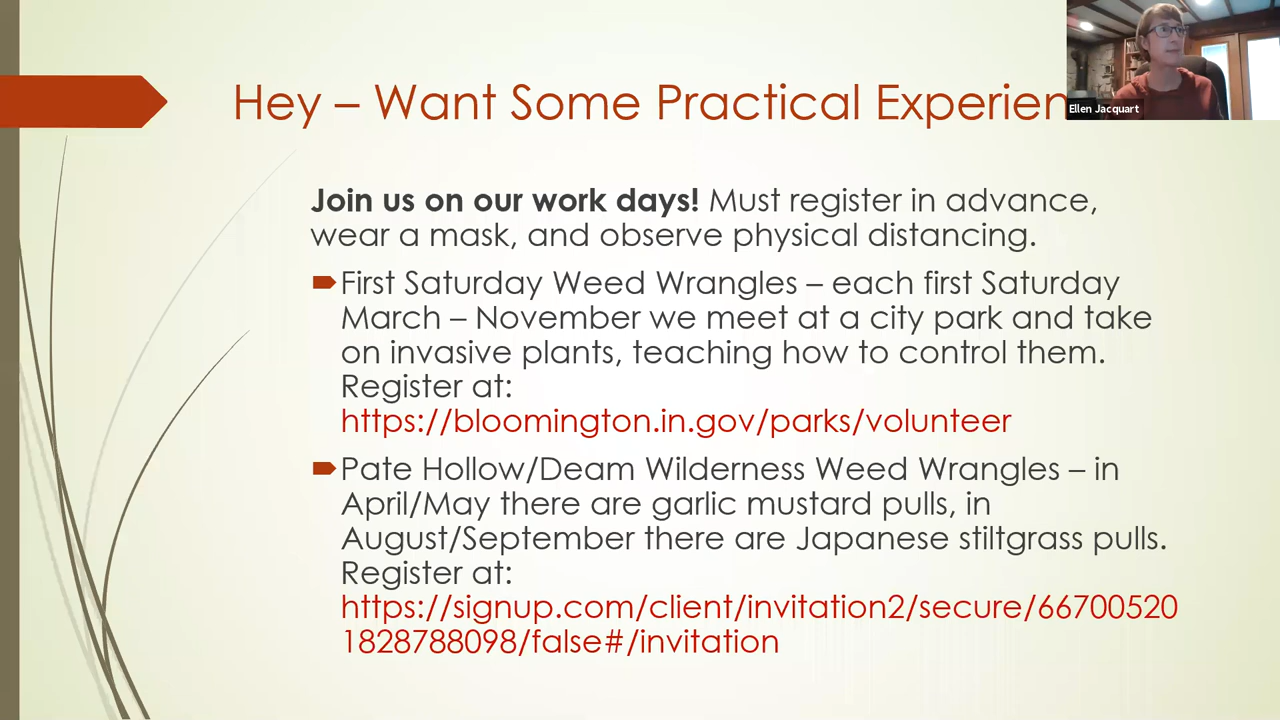 Hey – Want Some Practical Experien
Ellen Jacquart
Join us on our work days! Must register in advance,
wear a mask, and observe physical distancing.
First Saturday Weed Wrangles – each first Saturday
March – November we meet at a city park and take
on invasive plants, teaching how to control them.
Register at:
https://bloomington.in.gov/parks/volunteer
Pate Hollow/Deam Wilderness Weed Wrangles – in
April/May there are garlic mustard pulls, in
August/September there are Japanese stiltgrass pulls.
Register at:
https://signup.com/client/invitation2/secure/66700520
1828788098/false#/invitation